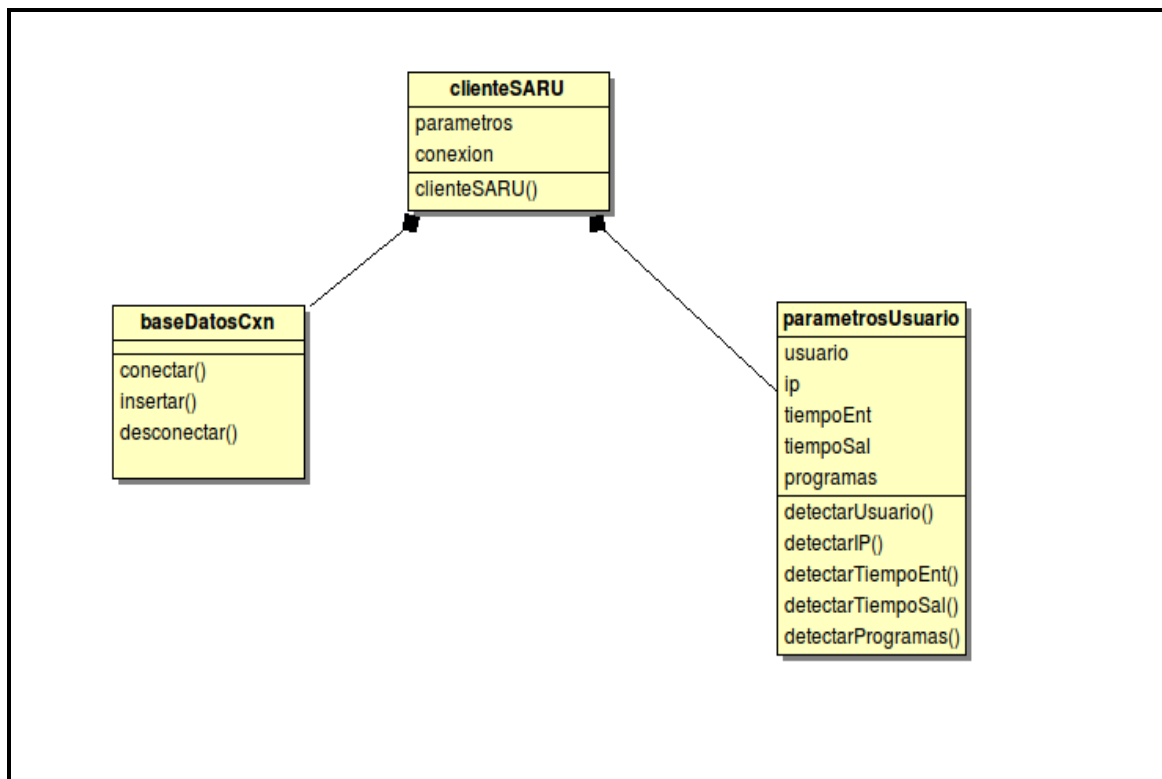 clienteSARU
parametros
conexion
clienteSARU()
baseDatosCxn
conectar()
insertar()
desconectar()
parametrosUsuario
usuario
ip
tiempoEnt
tiempoSal
programas
detectarUsuario()
detectarIP()
detectarTiempoEnt()
detectarTiempoSal()
detectarProgramas()